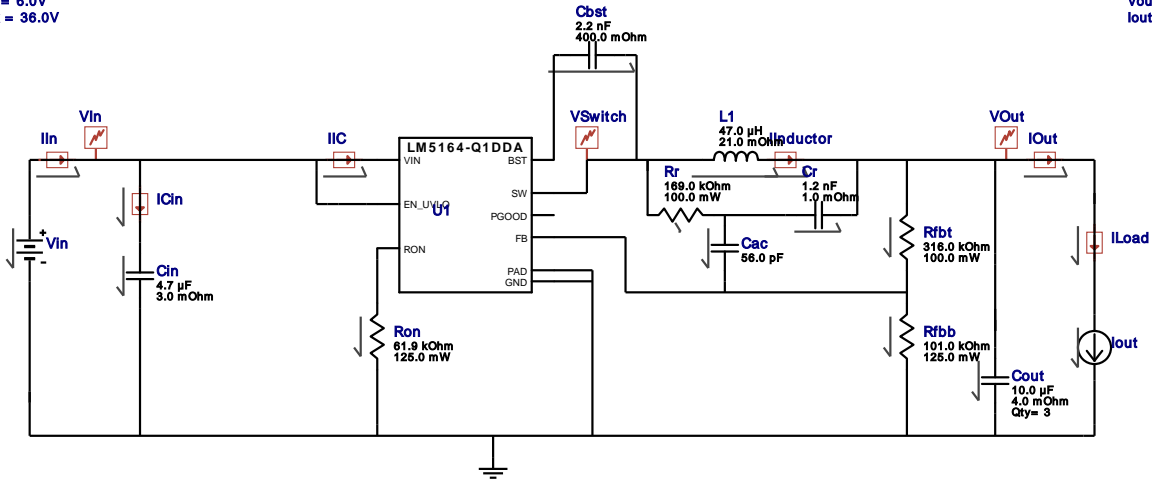 = 6.0V
= 36.0V
Vou
Iout
Cbst
2.2 nF
400.0 mOhm
IIn
VIn
IIC
LM5164-Q1DDA
VIN
EN_UVLO
RON
U1
BST
SW
PGOOD
FB
PAD
GND
VSwitch
L1
47.0 µH
21.0 mOhm
IInductor
Rr
169.0 kOhm
100.0 mW
Cr
1.2 nF
1.0 mOhm
VOut
IOut
ICin
+
Vin
-
Cin
4.7 µF
3.0 mOhm
Cac
56.0 pF
Rfbt
316.0 kOhm
100.0 mW
ILoad
Ron
61.9 kOhm
125.0 mW
Rfbb
101.0 kOhm
125.0 mW
Iout
Cout
10.0 µF
4.0 mOhm
Qty= 3